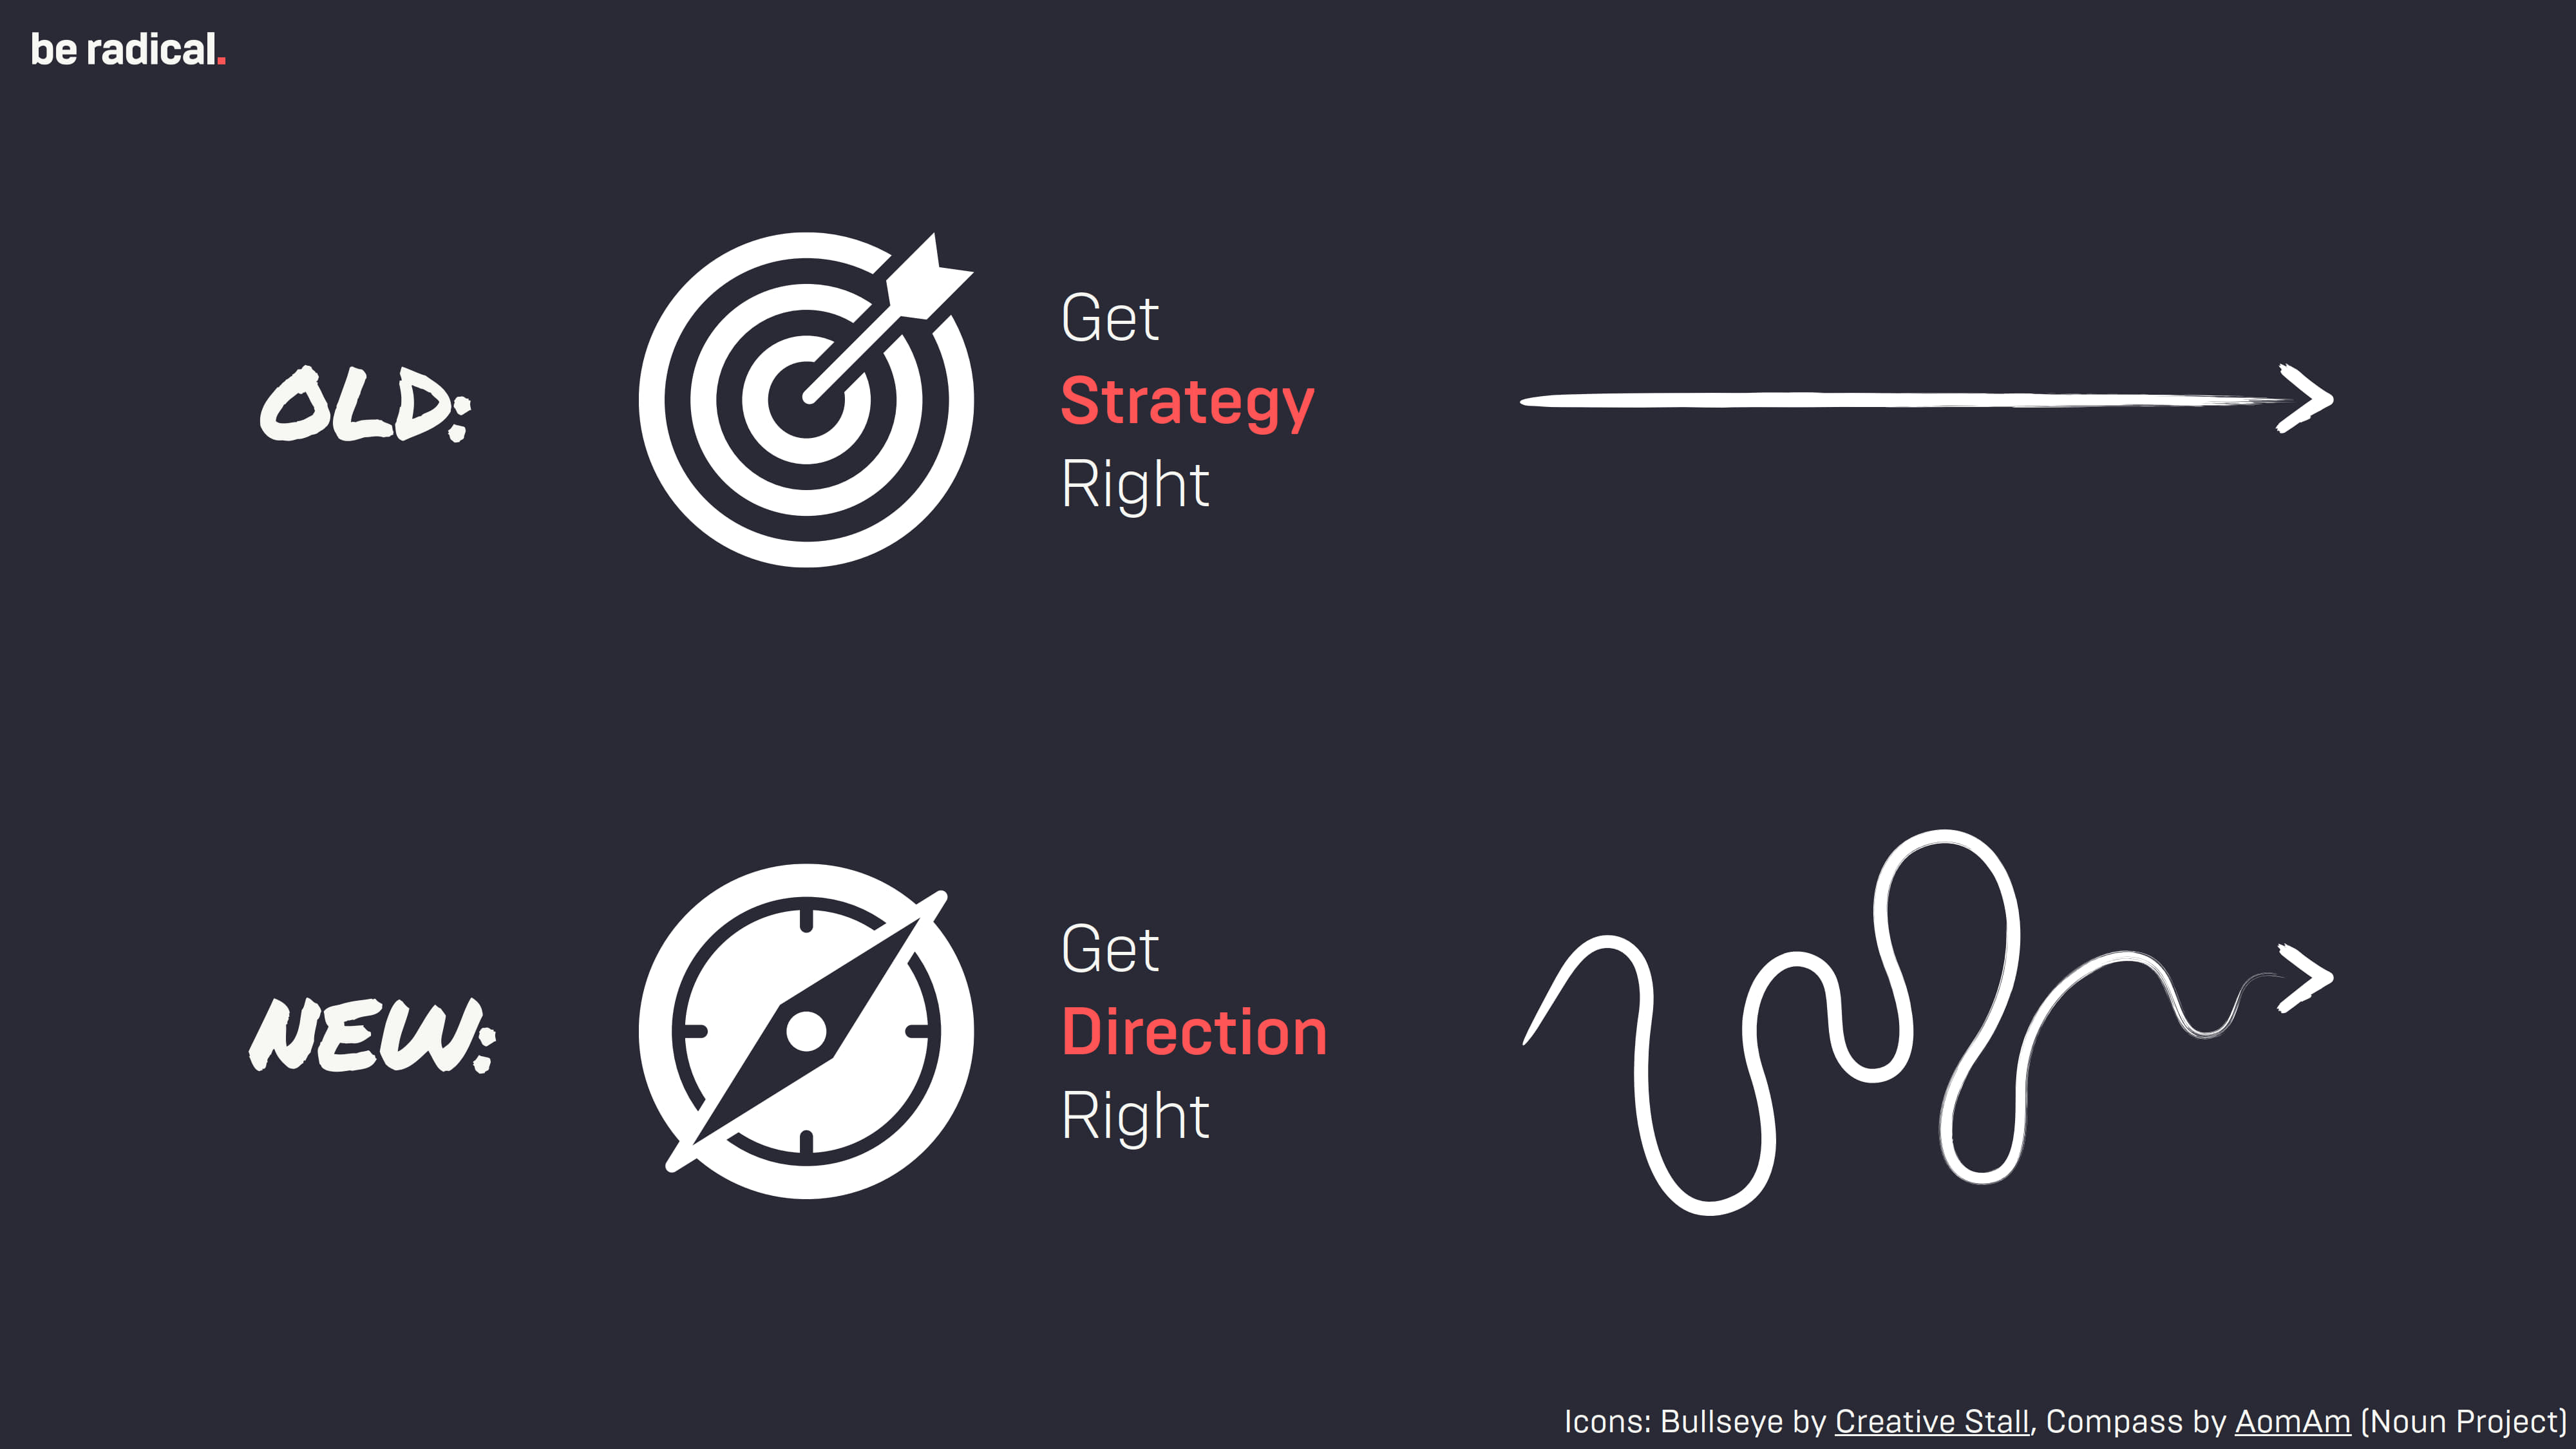 be radical.
OLD:
Get
Strategy
Right
NEW:
Get
Direction
Right
Icons: Bullseye by Creative Stall, Compass by AomAm (Noun Project)